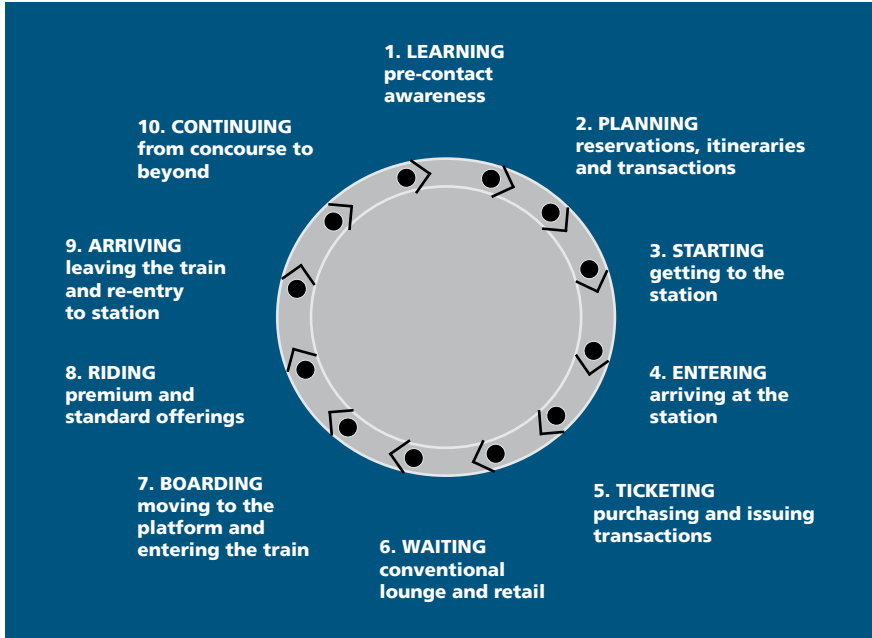 1. LEARNING
pre-contact
awareness
2. PLANNING
reservations, itineraries
and transactions
3. STARTING
getting to the
station
4. ENTERING
arriving at the
station
5. TICKETING
purchasing and issuing
transactions
6. WAITING
conventional
lounge and retail
7. BOARDING
moving to the
platform and
entering the train
8. RIDING
premium and
standard offerings
9. ARRIVING
leaving the train
and re-entry
to station
10. CONTINUING
from concourse to
beyond